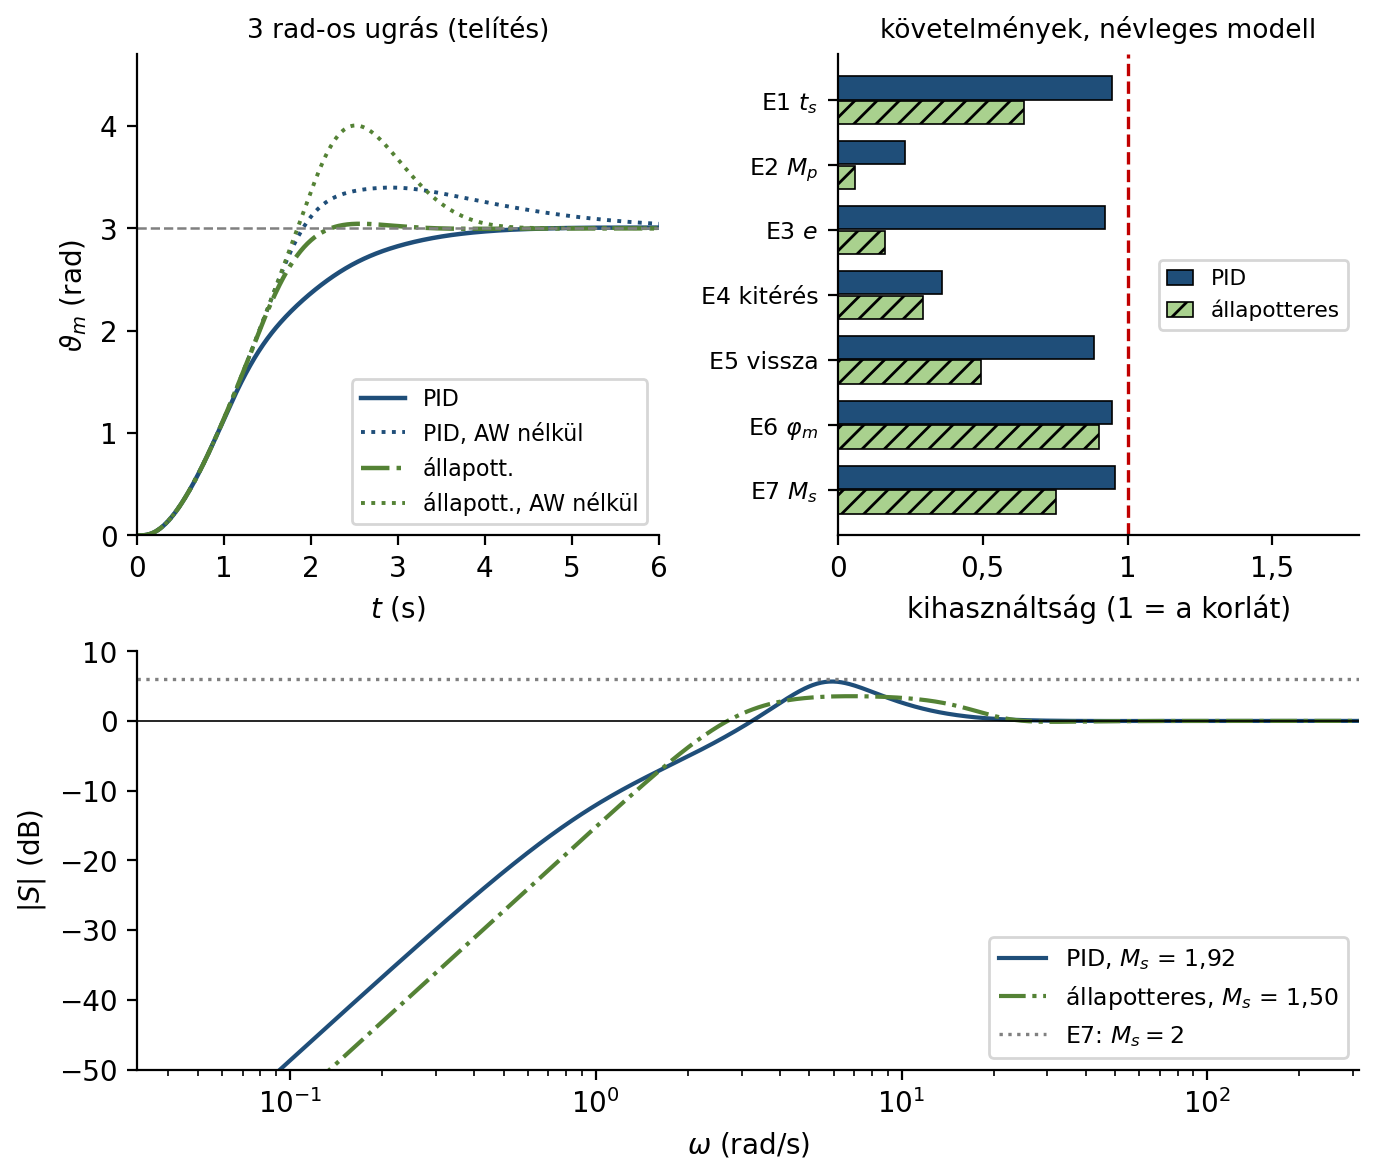 3 rad-os ugrás (telítés)
4
3
2
1
0
ϑm (rad)
0 1 2 3 4 5 6
t (s)
PID
PID, AW nélkül
állapott.
állapott., AW nélkül
követelmények, névleges modell
E1 ts
E2 Mp
E3 e
E4 kitérés
E5 vissza
E6 φm
E7 Ms
PID
állapotteres
0 0,5 1 1,5
kihasználtság (1 = a korlát)
10
0
−10
−20
−30
−40
−50
|S| (dB)
10⁻¹ 10⁰ 10¹ 10²
ω (rad/s)
PID, Ms = 1,92
állapotteres, Ms = 1,50
E7: Ms = 2